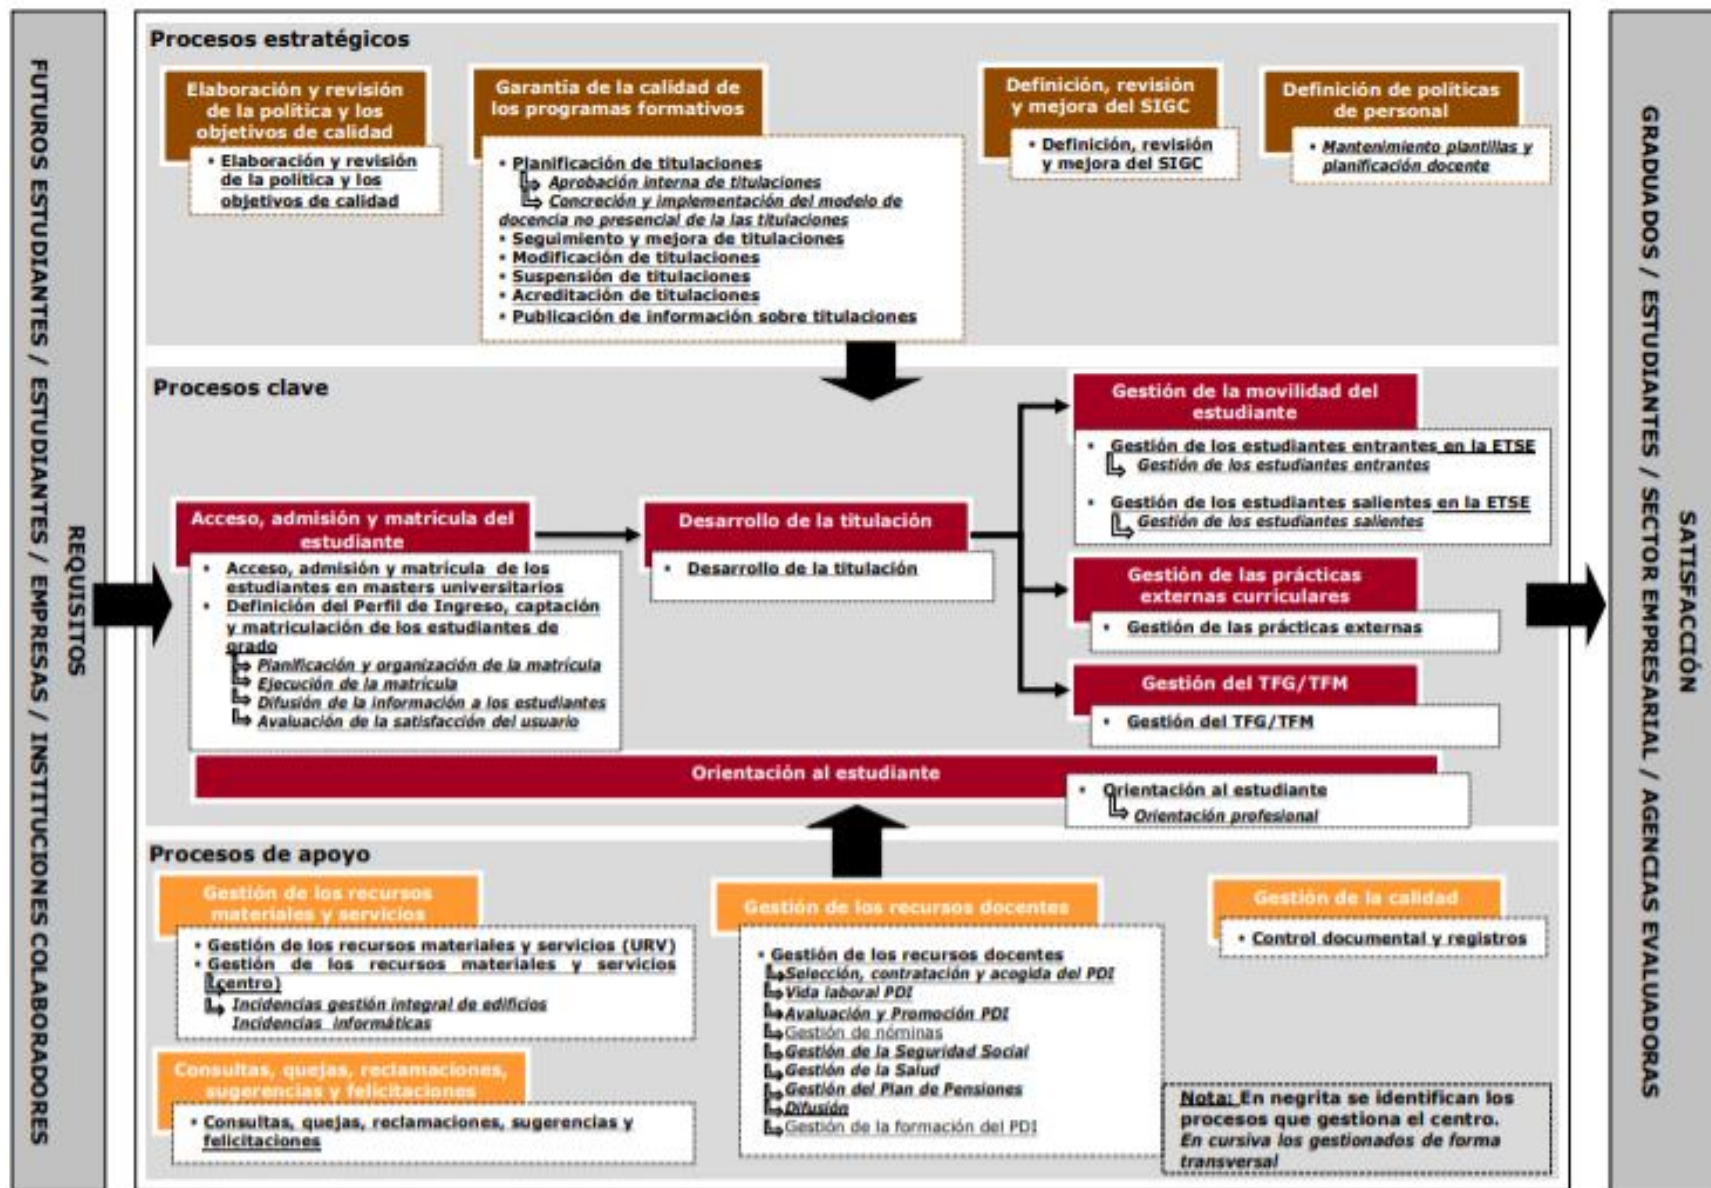 FUTUROS ESTUDIANTES / ESTUDIANTES / EMPRESAS / INSTITUCIONES COLABORADORES
REQUISITOS
Procesos estratégicos
Elaboración y revisión
de la política y los
objetivos de calidad
• Elaboración y revisión
de la política y los
objetivos de calidad
Garantía de la calidad de
los programas formativos
• Planificación de titulaciones
Aprobación interna de titulaciones
Concreción y implementación del modelo de
docencia no presencial de la las titulaciones
• Seguimiento y mejora de titulaciones
• Modificación de titulaciones
• Suspensión de titulaciones
• Acreditación de titulaciones
• Publicación de información sobre titulaciones
Definición, revisión
y mejora del SIGC
• Definición, revisión
y mejora del SIGC
Definición de políticas
de personal
• Mantenimiento plantillas y
planificación docente
Procesos clave
Acceso, admisión y matrícula del
estudiante
• Acceso, admisión y matrícula de los
estudiantes en masters universitarios
• Definición del Perfil de Ingreso, captación
y matriculación de los estudiantes de
grado
Planificación y organización de la matrícula
Ejecución de la matrícula
Difusión de la información a los estudiantes
Avaluación de la satisfacción del usuario
Desarrollo de la titulación
• Desarrollo de la titulación
Gestión de la movilidad del
estudiante
• Gestión de los estudiantes entrantes en la ETSE
Gestión de los estudiantes entrantes
• Gestión de los estudiantes salientes en la ETSE
Gestión de los estudiantes salientes
Gestión de las prácticas
externas curriculares
• Gestión de las prácticas externas
Gestión del TFG/TFM
• Gestión del TFG/TFM
Orientación al estudiante
• Orientación al estudiante
Orientación profesional
Procesos de apoyo
Gestión de los recursos
materiales y servicios
• Gestión de los recursos materiales y servicios (URV)
• Gestión de los recursos materiales y servicios
(centro)
Incidencias gestión integral de edificios
Incidencias informáticas
Consultas, quejas, reclamaciones,
sugerencias y felicitaciones
• Consultas, quejas, reclamaciones, sugerencias y
felicitaciones
Gestión de los recursos docentes
• Gestión de los recursos docentes
Selección, contratación y acogida del PDI
Vida laboral PDI
Avaluación y Promoción PDI
Gestión de nóminas
Gestión de la Seguridad Social
Gestión de la Salud
Gestión del Plan de Pensiones
Difusión
Gestión de la formación del PDI
Gestión de la calidad
• Control documental y registros
Nota: En negrita se identifican los
procesos que gestiona el centro.
En cursiva los gestionados de forma
transversal
GRADUADOS / ESTUDIANTES / SECTOR EMPRESARIAL / AGENCIAS EVALUADORAS
SATISFACCIÓN